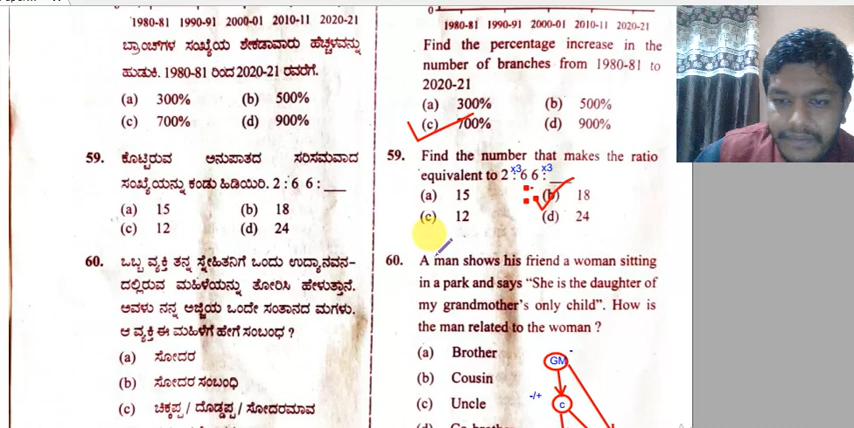 1980-81 1990-91 2000-01 2010-11 2020-21
ಬ್ರಾಂಚ್‌ಗಳ ಸಂಖ್ಯೆಯ ಶೇಕಡಾವಾರು ಹೆಚ್ಚಳವನ್ನು
ಹುಡುಕಿ. 1980-81 ರಿಂದ 2020-21 ರವರೆಗೆ.
(a) 300% (b) 500%
(c) 700% (d) 900%
59. ಕೊಟ್ಟಿರುವ ಅನುಪಾತದ ಸರಿಸಮವಾದ
ಸಂಖ್ಯೆಯನ್ನು ಕಂಡು ಹಿಡಿಯಿರಿ. 2 : 6 6 : ___
(a) 15 (b) 18
(c) 12 (d) 24
60. ಒಬ್ಬ ವ್ಯಕ್ತಿ ತನ್ನ ಸ್ನೇಹಿತನಿಗೆ ಒಂದು ಉದ್ಯಾನವನ-
ದಲ್ಲಿರುವ ಮಹಿಳೆಯನ್ನು ತೋರಿಸಿ ಹೇಳುತ್ತಾನೆ.
ಅವಳು ನನ್ನ ಅಜ್ಜಿಯ ಒಂದೇ ಸಂತಾನದ ಮಗಳು.
ಆ ವ್ಯಕ್ತಿ ಈ ಮಹಿಳೆಗೆ ಹೇಗೆ ಸಂಬಂಧ ?
(a) ಸೋದರ
(b) ಸೋದರ ಸಂಬಂಧಿ
(c) ಚಿಕ್ಕಪ್ಪ / ದೊಡ್ಡಪ್ಪ / ಸೋದರಮಾವ
0
1980-81 1990-91 2000-01 2010-11 2020-21
Find the percentage increase in the
number of branches from 1980-81 to
2020-21
(a) 300% (b) 500%
(c) 700% (d) 900%
59. Find the number that makes the ratio
x3 x3
equivalent to 2 : 6 6 : ___
(a) 15 (b) 18
(c) 12 (d) 24
60. A man shows his friend a woman sitting
in a park and says “She is the daughter of
my grandmother's only child”. How is
the man related to the woman ?
(a) Brother
GM -
(b) Cousin
(c) Uncle
-/+ c